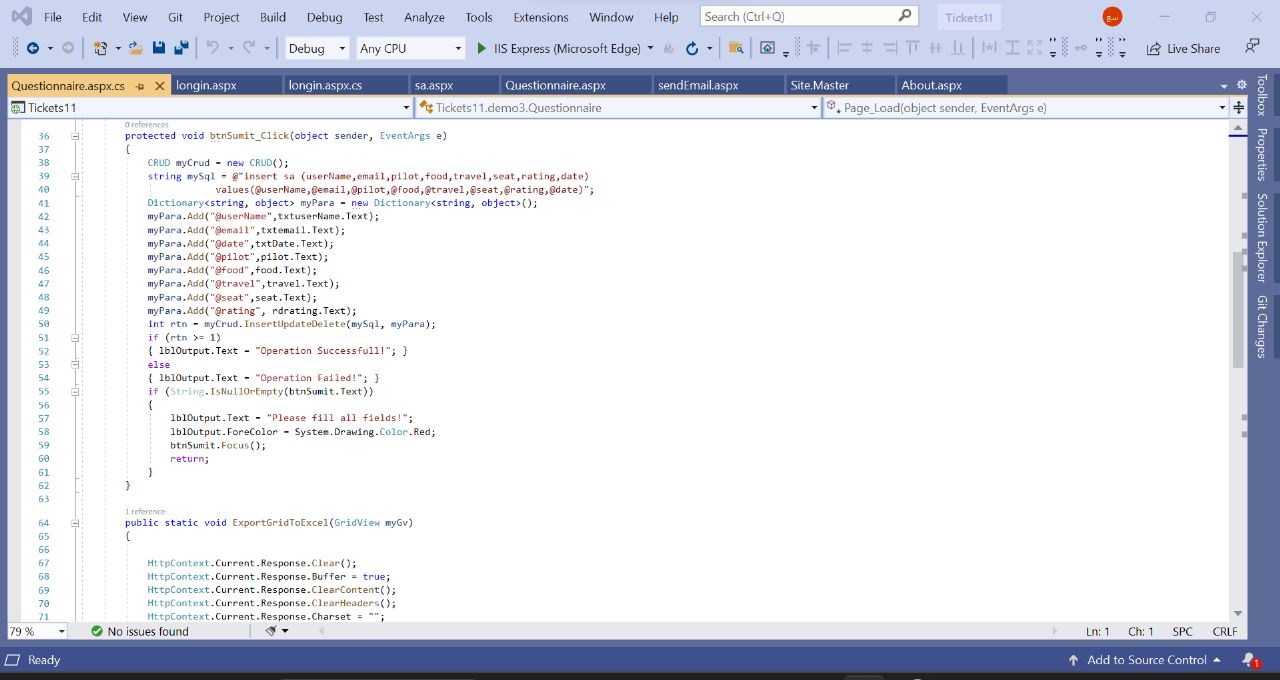 File Edit View Git Project Build Debug Test Analyze Tools Extensions Window Help Search (Ctrl+Q) Tickets11
Debug Any CPU IIS Express (Microsoft Edge) Live Share
Questionnaire.aspx.cs longin.aspx longin.aspx.cs sa.aspx Questionnaire.aspx sendEmail.aspx Site.Master About.aspx
Tickets11 Tickets11.demo3.Questionnaire Page_Load(object sender, EventArgs e)
0 references
36 protected void btnSumit_Click(object sender, EventArgs e)
37 {
38 CRUD myCrud = new CRUD();
39 string mySql = @"insert sa (userName,email,pilot,food,travel,seat,rating,date)
40 values(@userName,@email,@pilot,@food,@travel,@seat,@rating,@date)";
41 Dictionary<string, object> myPara = new Dictionary<string, object>();
42 myPara.Add("@userName",txtuserName.Text);
43 myPara.Add("@email",txtemail.Text);
44 myPara.Add("@date",txtDate.Text);
45 myPara.Add("@pilot",pilot.Text);
46 myPara.Add("@food",food.Text);
47 myPara.Add("@travel",travel.Text);
48 myPara.Add("@seat",seat.Text);
49 myPara.Add("@rating", rdrating.Text);
50 int rtn = myCrud.InsertUpdateDelete(mySql, myPara);
51 if (rtn >= 1)
52 { lblOutput.Text = "Operation Successfull!"; }
53 else
54 { lblOutput.Text = "Operation Failed!"; }
55 if (String.IsNullOrEmpty(btnSumit.Text))
56 {
57 lblOutput.Text = "Please fill all fields!";
58 lblOutput.ForeColor = System.Drawing.Color.Red;
59 btnSumit.Focus();
60 return;
61 }
62 }
63
1 reference
64 public static void ExportGridToExcel(GridView myGv)
65 {
66
67 HttpContext.Current.Response.Clear();
68 HttpContext.Current.Response.Buffer = true;
69 HttpContext.Current.Response.ClearContent();
70 HttpContext.Current.Response.ClearHeaders();
71 HttpContext.Current.Response.Charset = "";
Toolbox
Properties
Solution Explorer
Git Changes
79 % No issues found Ln: 1 Ch: 1 SPC CRLF
Ready Add to Source Control 1